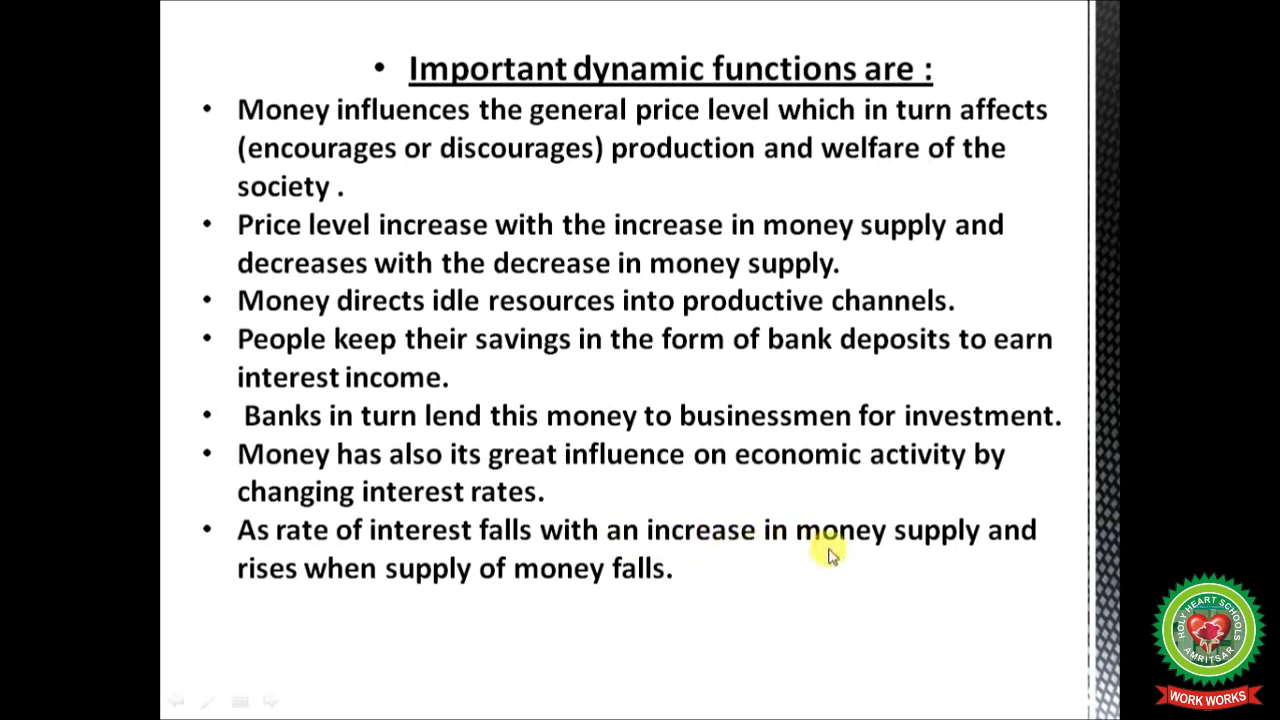 • Important dynamic functions are :
• Money influences the general price level which in turn affects
(encourages or discourages) production and welfare of the
society .
• Price level increase with the increase in money supply and
decreases with the decrease in money supply.
• Money directs idle resources into productive channels.
• People keep their savings in the form of bank deposits to earn
interest income.
• Banks in turn lend this money to businessmen for investment.
• Money has also its great influence on economic activity by
changing interest rates.
• As rate of interest falls with an increase in money supply and
rises when supply of money falls.
HOLY HEART SCHOOLS
AMRITSAR
WORK WORKS